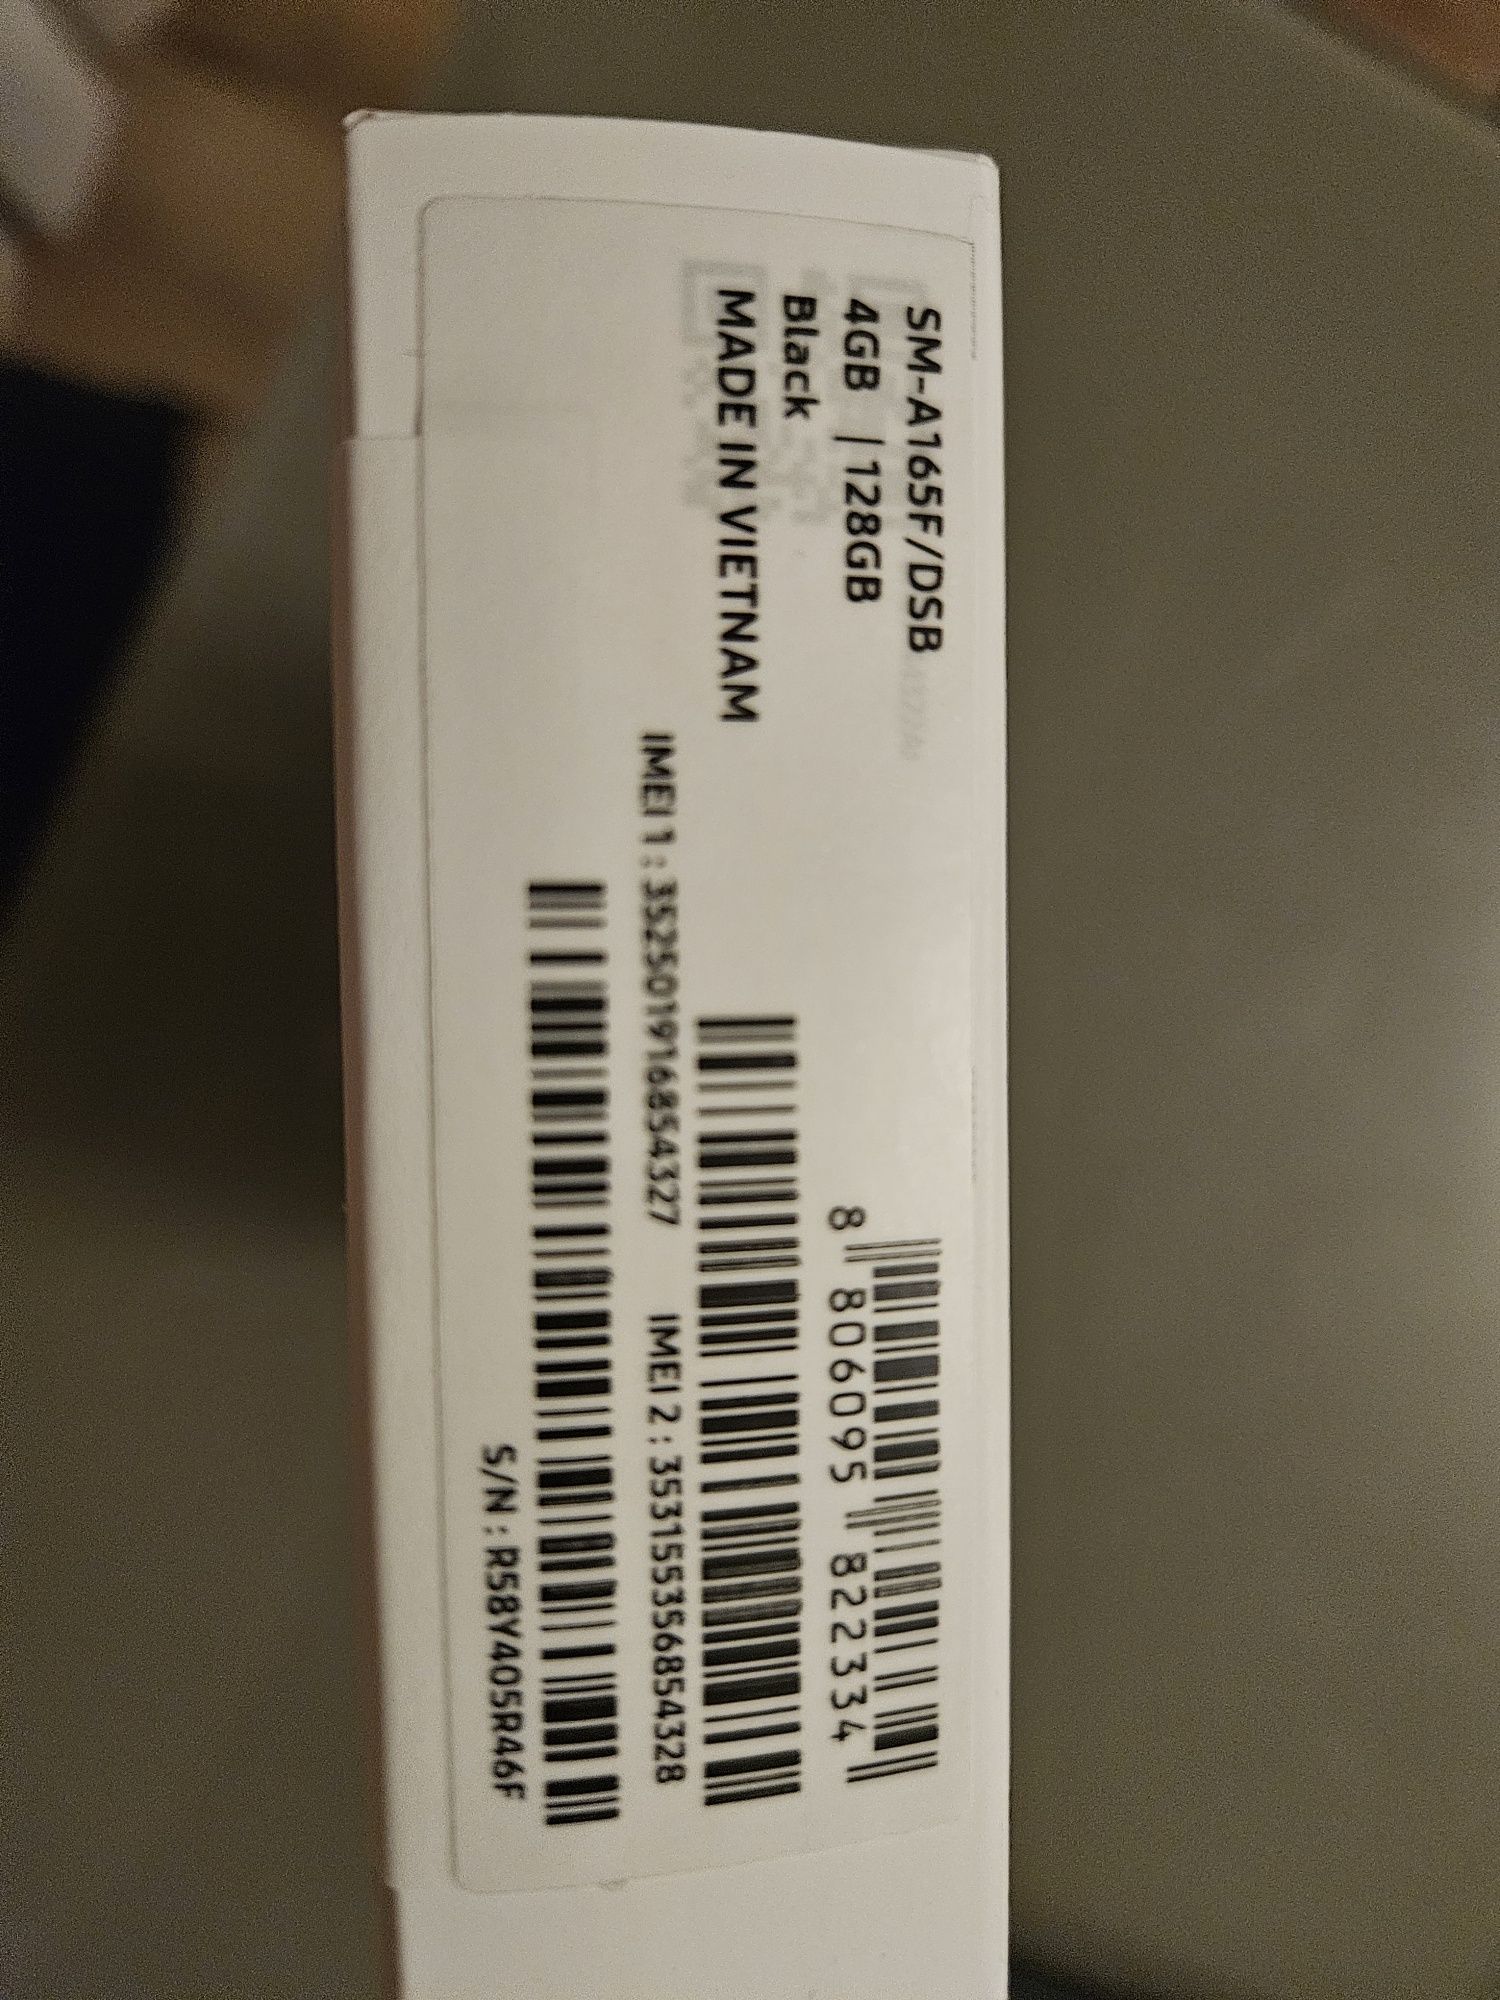 SM-A165F/DSB
4GB | 128GB
Black
MADE IN VIETNAM
8 806095 822334
IMEI 1 : 352501916854327 IMEI 2 : 353155356854328
S/N : R58Y405R46F